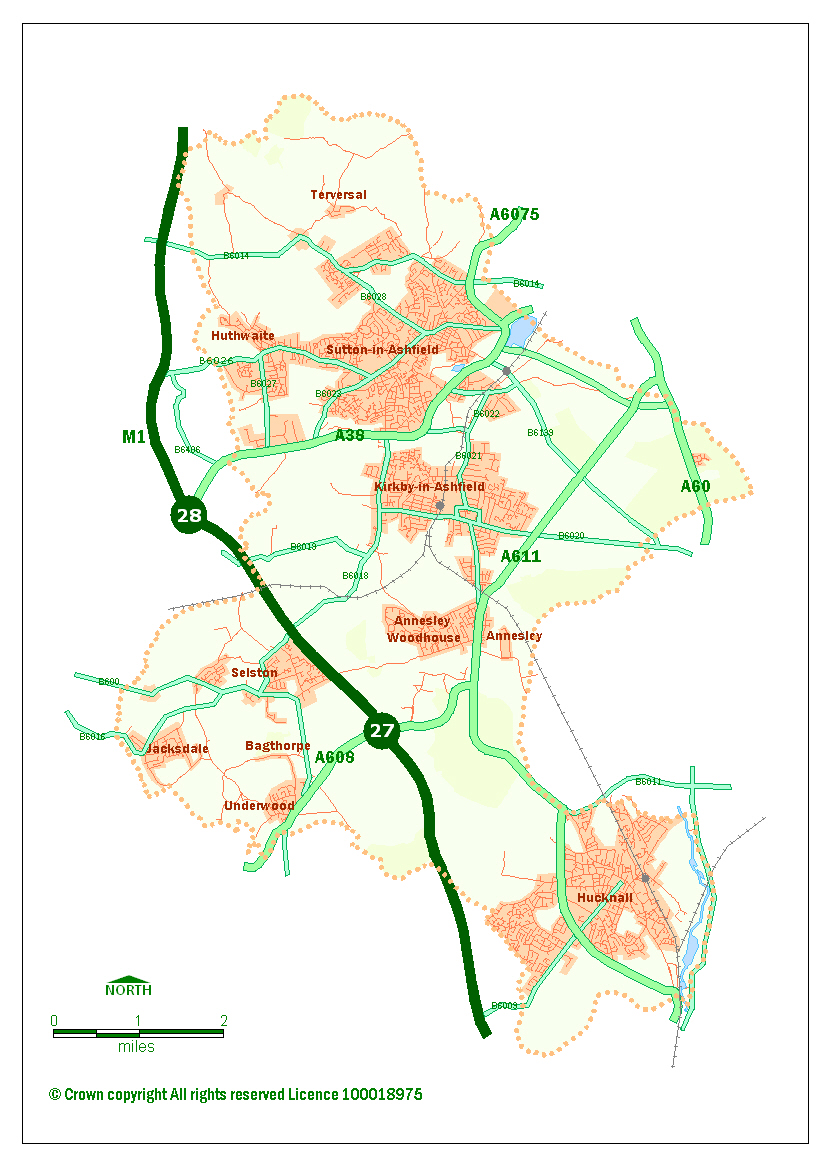 Terversal
A6075
B6014
B6014
B6028
Huthwaite
Sutton-in-Ashfield
B6026
B6027
B6023
B6022
B6139
M1
A38
B6406
B6021
Kirkby-in-Ashfield
A60
28
B6020
B6019
A611
B6018
Annesley
Woodhouse
Annesley
Selston
B600
27
B6016
Jacksdale
Bagthorpe
A608
B6011
Underwood
Hucknall
NORTH
B6009
0 1 2
miles
© Crown copyright All rights reserved Licence 100018975